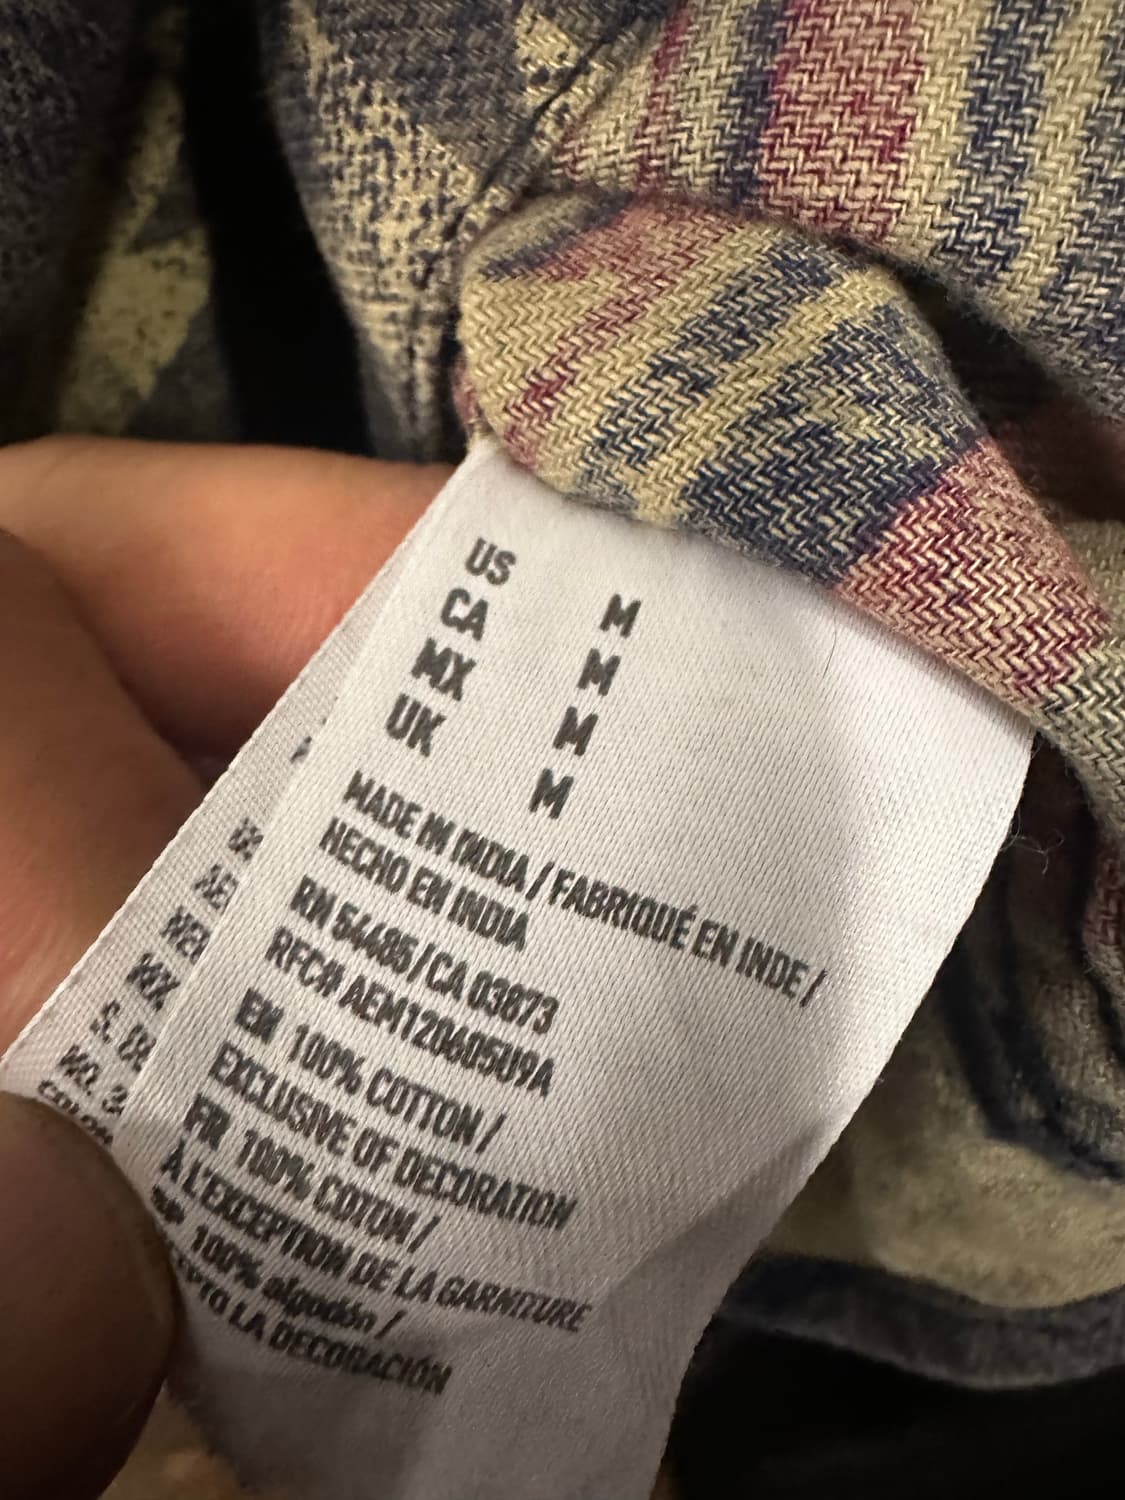 US M
CA M
MX M
UK M
MADE IN INDIA / FABRIQUÉ EN INDE /
HECHO EN INDIA
RN 54485 / CA 03873
RFC# AEM120605U9A
EN 100% COTTON /
EXCLUSIVE OF DECORATION
FR 100% COTON /
À L'EXCEPTION DE LA GARNITURE
100% algodón /
LA DECORACIÓN